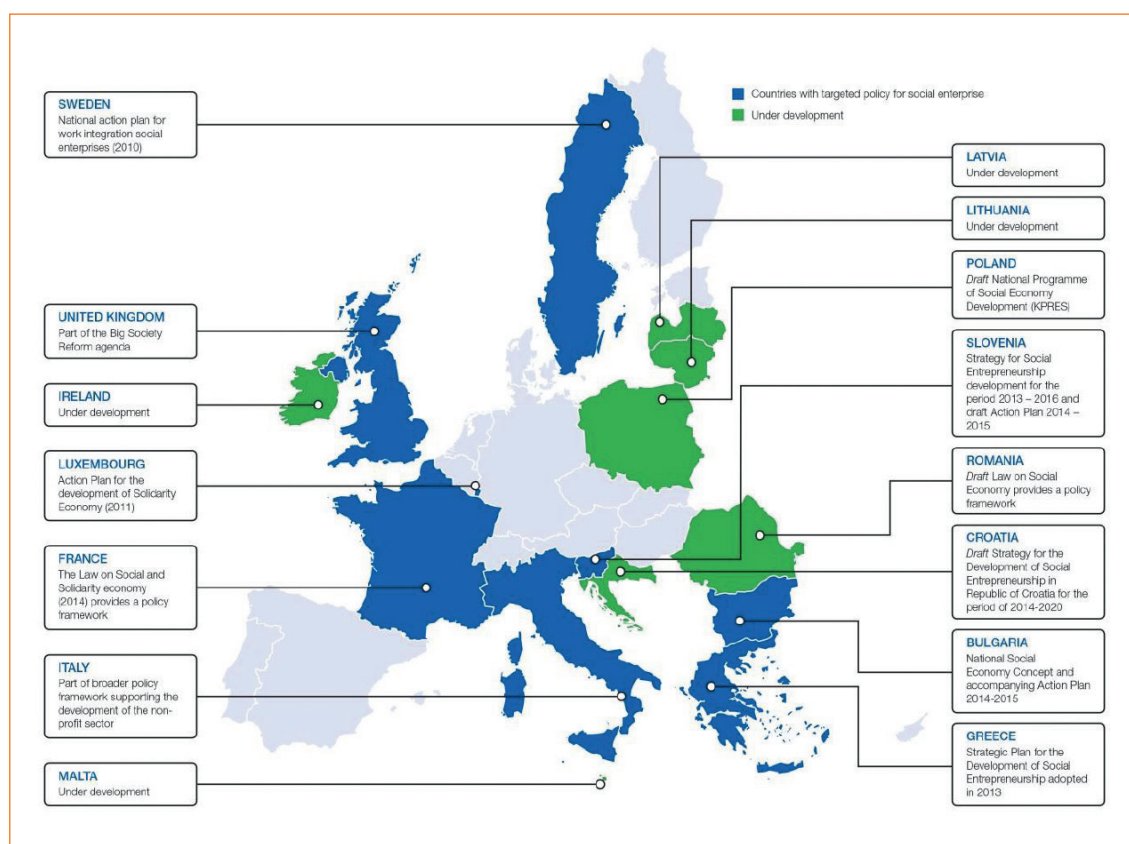 Countries with targeted policy for social enterprise
Under development
SWEDEN
National action plan for
work integration social
enterprises (2010)
UNITED KINGDOM
Part of the Big Society
Reform agenda
IRELAND
Under development
LUXEMBOURG
Action Plan for the
development of Solidarity
Economy (2011)
FRANCE
The Law on Social and
Solidarity economy
(2014) provides a policy
framework
ITALY
Part of broader policy
framework supporting the
development of the non-
profit sector
MALTA
Under development
LATVIA
Under development
LITHUANIA
Under development
POLAND
Draft National Programme
of Social Economy
Development (KPRES)
SLOVENIA
Strategy for Social
Entrepreneurship
development for the
period 2013 – 2016 and
draft Action Plan 2014 –
2015
ROMANIA
Draft Law on Social
Economy provides a policy
framework
CROATIA
Draft Strategy for the
Development of Social
Entrepreneurship in
Republic of Croatia for the
period of 2014-2020
BULGARIA
National Social
Economy Concept and
accompanying Action Plan
2014-2015
GREECE
Strategic Plan for the
Development of Social
Entrepreneurship adopted
in 2013